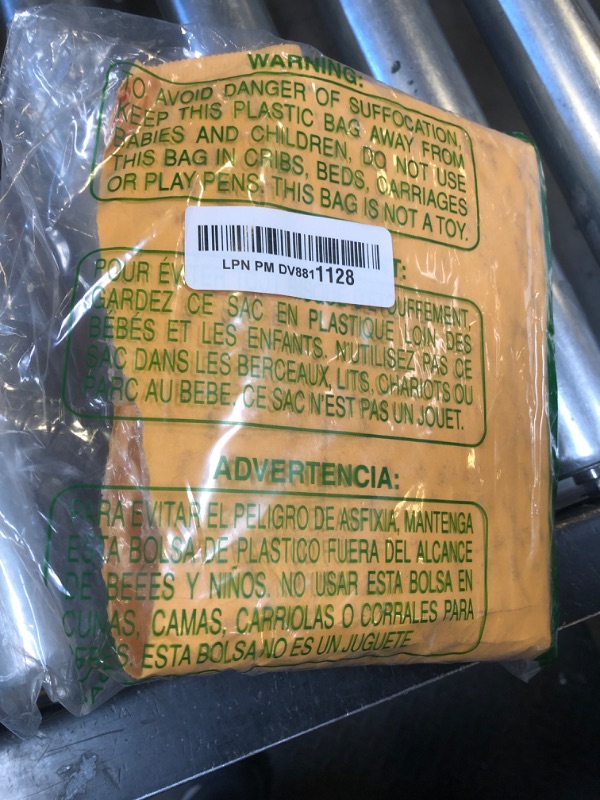 WARNING:
TO AVOID DANGER OF SUFFOCATION,
KEEP THIS PLASTIC BAG AWAY FROM
BABIES AND CHILDREN. DO NOT USE
THIS BAG IN CRIBS, BEDS, CARRIAGES
OR PLAY PENS. THIS BAG IS NOT A TOY.
LPN PM DV8811128
POUR ÉV
GARDEZ CE SAC EN PLASTIQUE LOIN DES
BÉBÉS ET LES ENFANTS. N'UTILISEZ PAS CE
SAC DANS LES BERCEAUX, LITS, CHARIOTS OU
PARC AU BEBE. CE SAC N'EST PAS UN JOUET.
ADVERTENCIA:
PARA EVITAR EL PELIGRO DE ASFIXIA, MANTENGA
ESTA BOLSA DE PLASTICO FUERA DEL ALCANCE
DE BEEES Y NIÑOS. NO USAR ESTA BOLSA EN
CUNAS, CAMAS, CARRIOLAS O CORRALES PARA
ESTA BOLSA NO ES UN JUGUETE